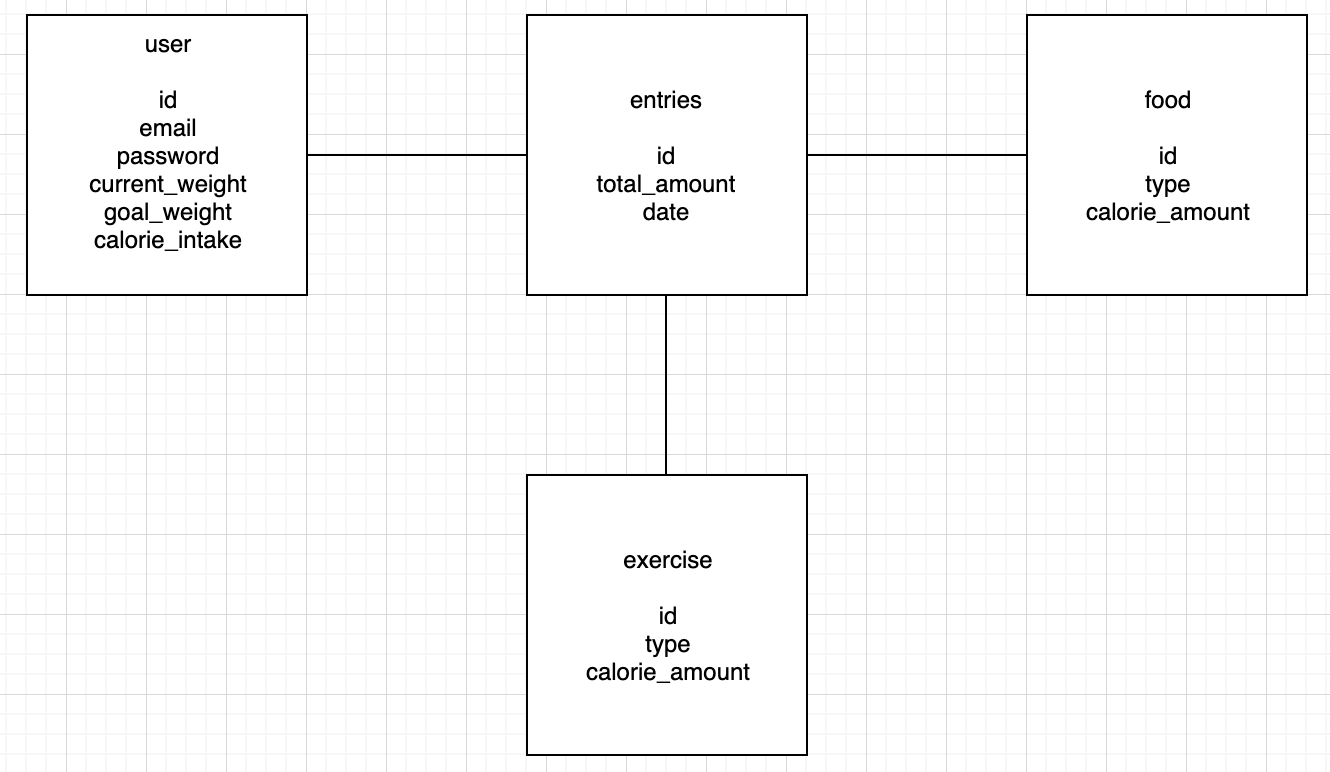 user
id
email
password
current_weight
goal_weight
calorie_intake
entries
id
total_amount
date
food
id
type
calorie_amount
exercise
id
type
calorie_amount